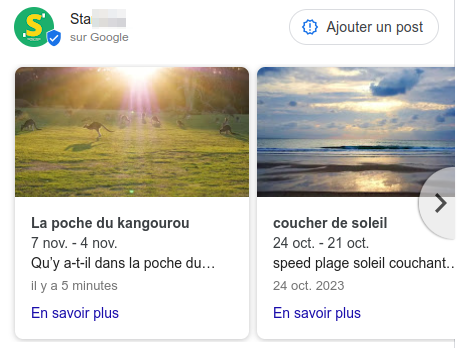 Sta
sur Google
Ajouter un post
La poche du kangourou
7 nov. - 4 nov.
Qu'y a-t-il dans la poche du…
il y a 5 minutes
En savoir plus
coucher de soleil
24 oct. - 21 oct.
speed plage soleil couchant…
24 oct. 2023
En savoir plus